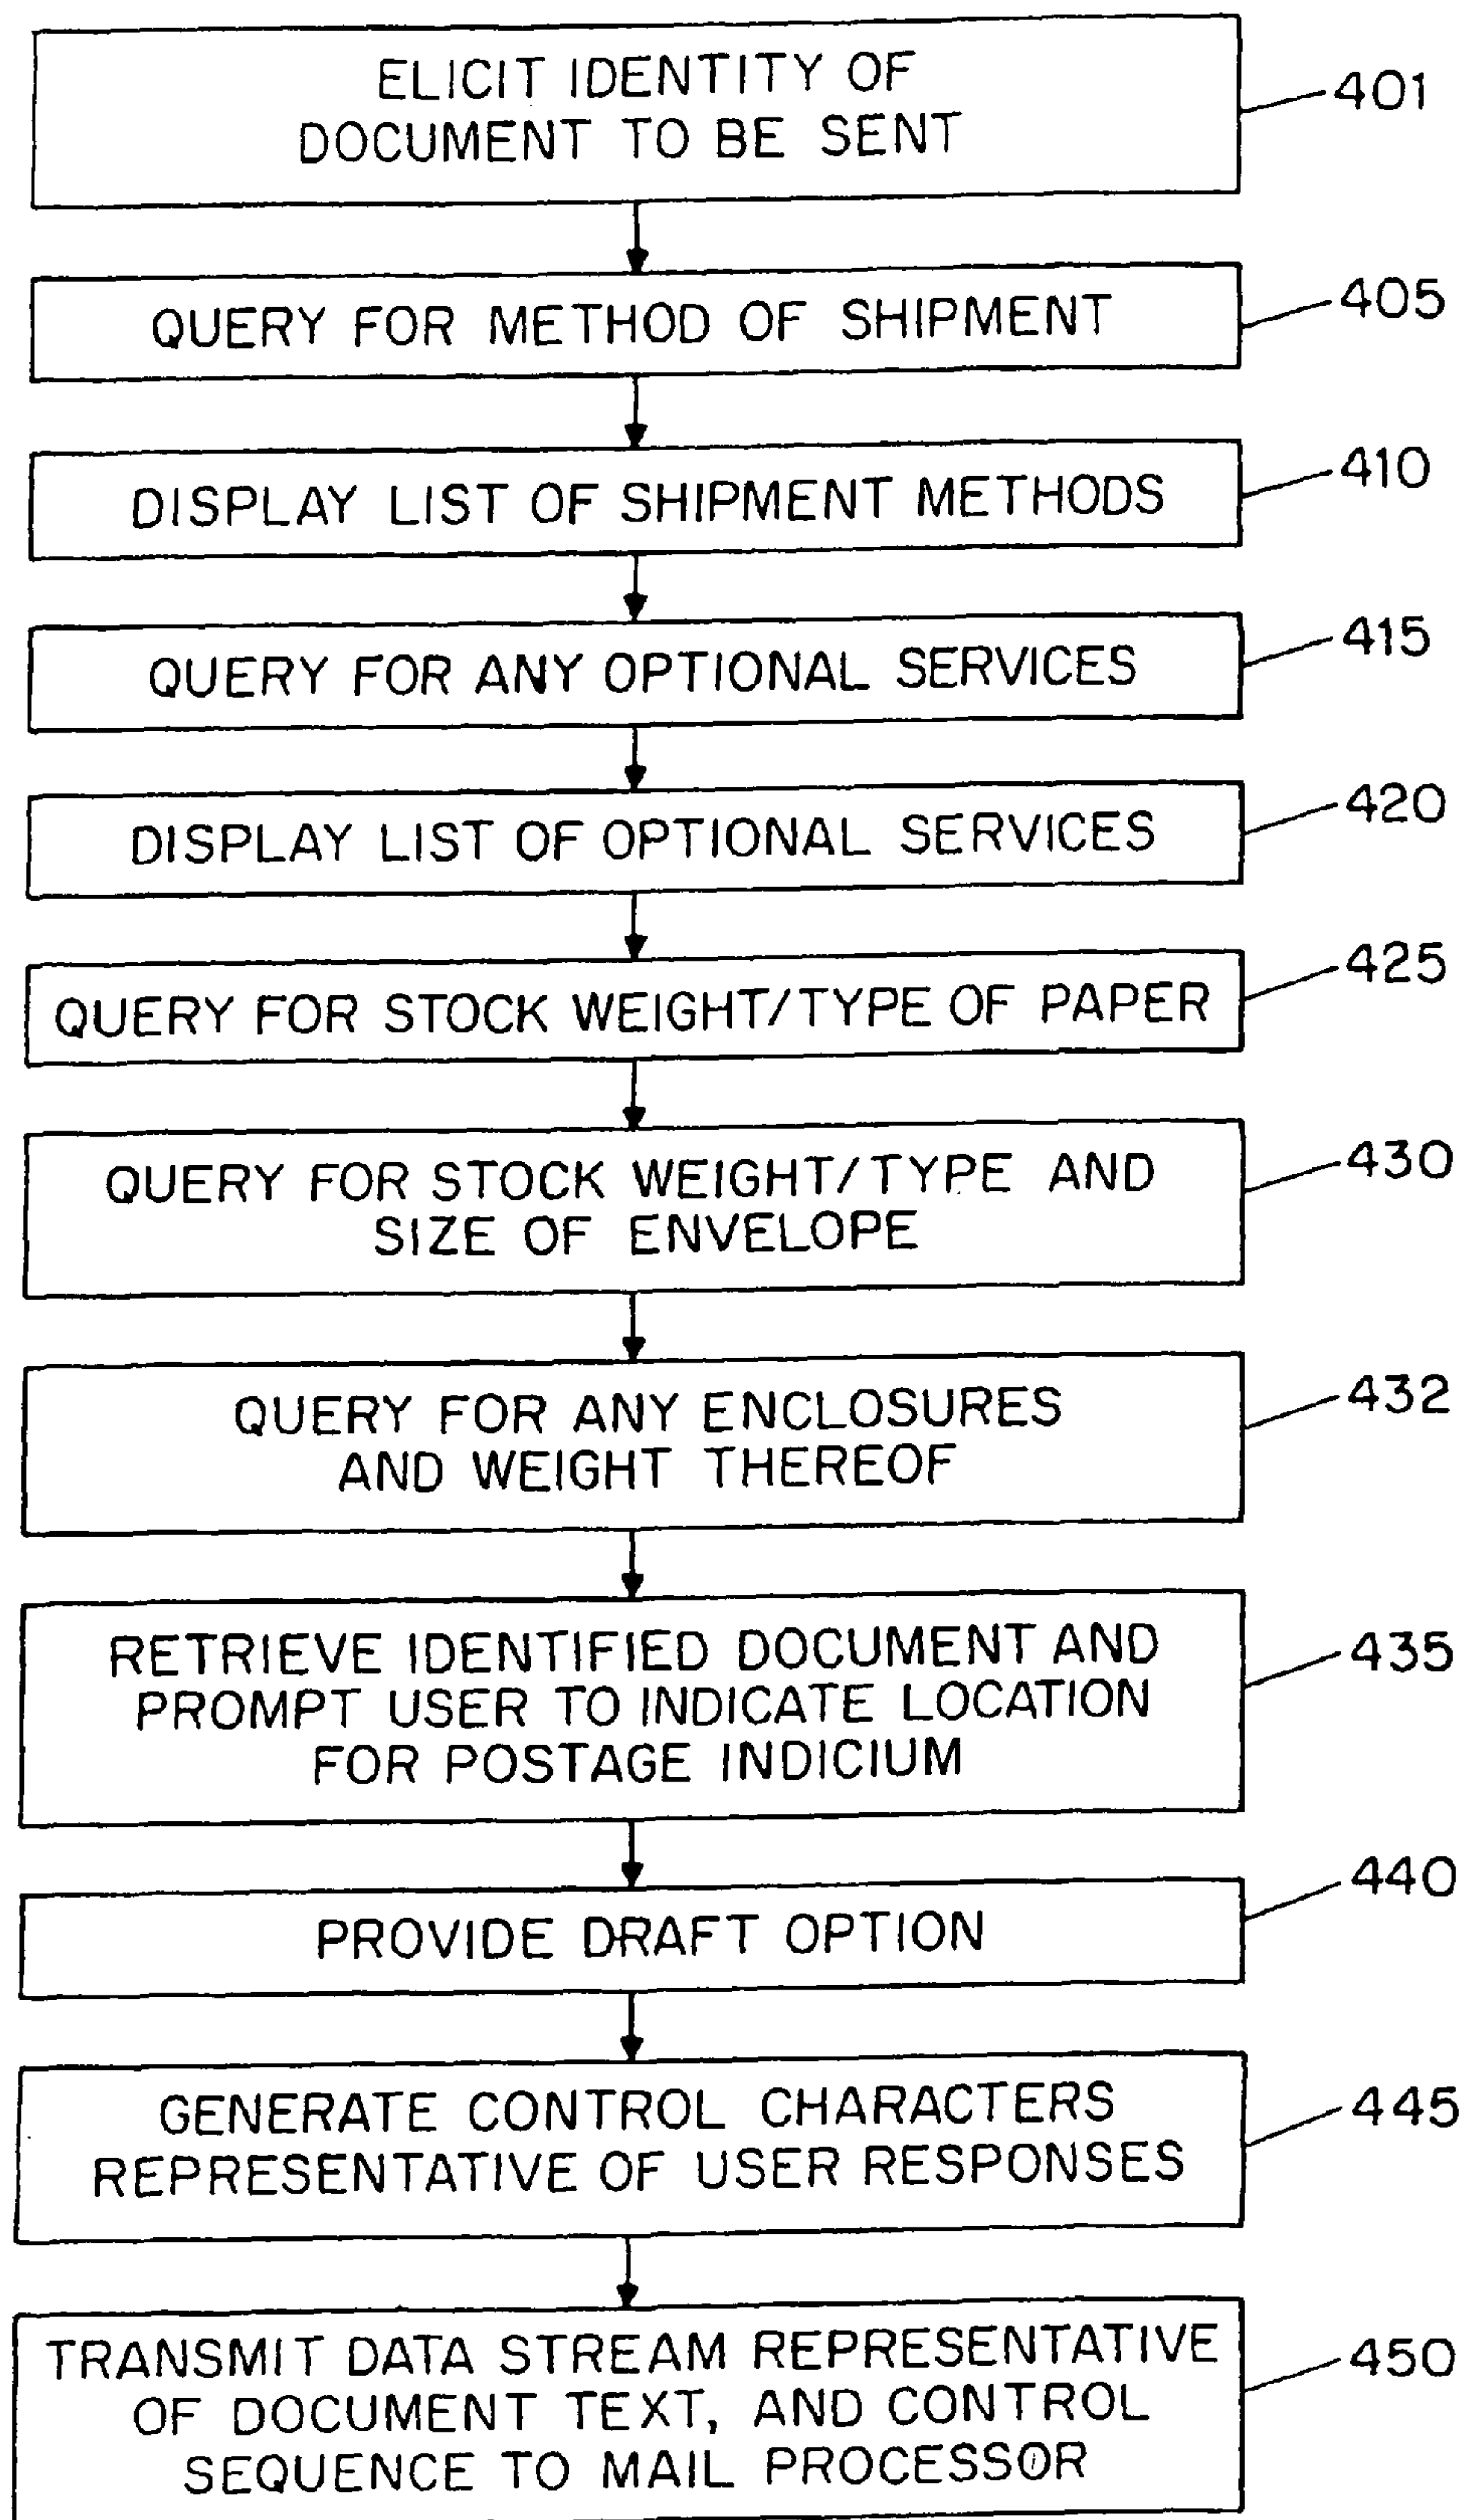 ELICIT IDENTITY OF
DOCUMENT TO BE SENT
401
QUERY FOR METHOD OF SHIPMENT
405
DISPLAY LIST OF SHIPMENT METHODS
410
QUERY FOR ANY OPTIONAL SERVICES
415
DISPLAY LIST OF OPTIONAL SERVICES
420
QUERY FOR STOCK WEIGHT/TYPE OF PAPER
425
QUERY FOR STOCK WEIGHT/TYPE AND
SIZE OF ENVELOPE
430
QUERY FOR ANY ENCLOSURES
AND WEIGHT THEREOF
432
RETRIEVE IDENTIFIED DOCUMENT AND
PROMPT USER TO INDICATE LOCATION
FOR POSTAGE INDICIUM
435
PROVIDE DRAFT OPTION
440
GENERATE CONTROL CHARACTERS
REPRESENTATIVE OF USER RESPONSES
445
TRANSMIT DATA STREAM REPRESENTATIVE
OF DOCUMENT TEXT, AND CONTROL
SEQUENCE TO MAIL PROCESSOR
450